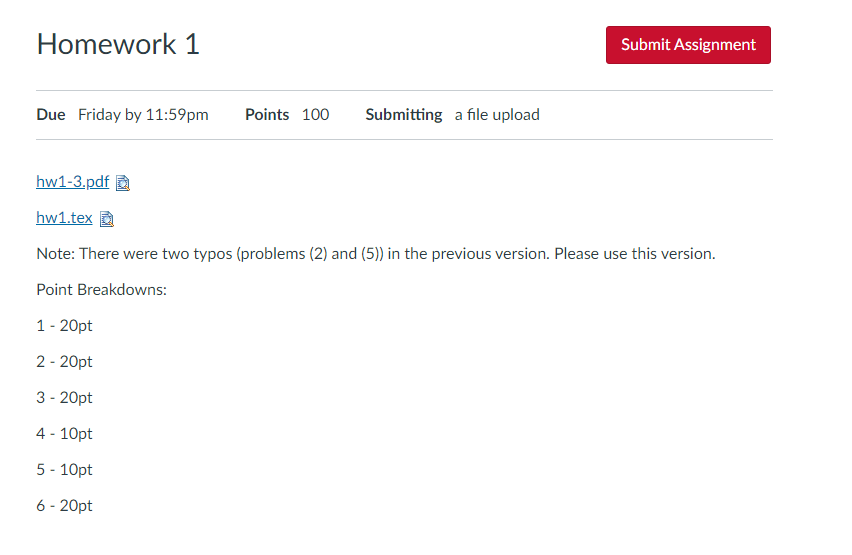 Homework 1
Submit Assignment
Due Friday by 11:59pm Points 100 Submitting a file upload
hw1-3.pdf
hw1.tex
Note: There were two typos (problems (2) and (5)) in the previous version. Please use this version.
Point Breakdowns:
1 - 20pt
2 - 20pt
3 - 20pt
4 - 10pt
5 - 10pt
6 - 20pt